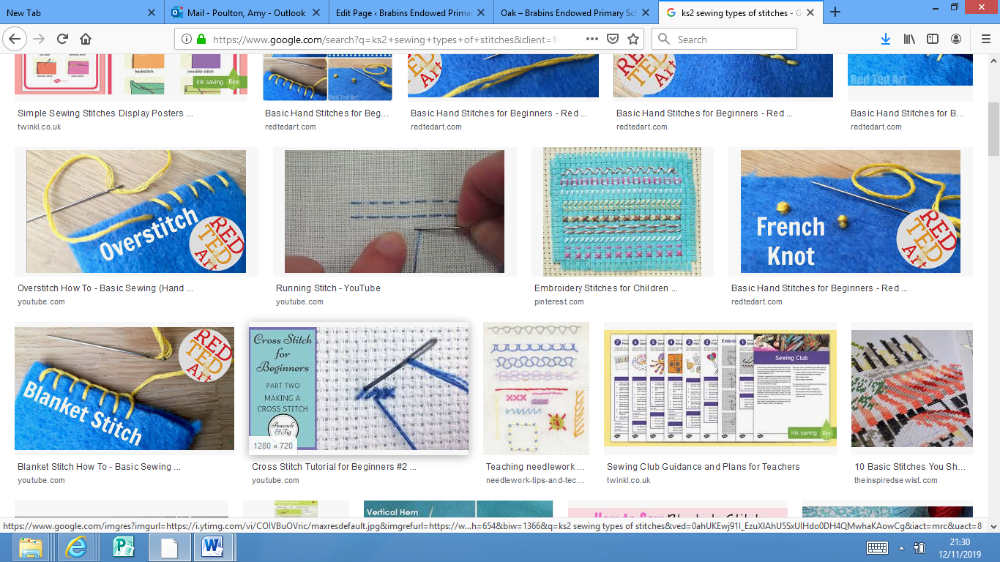 New Tab
Mail - Poulton, Amy - Outlook
Edit Page ‹ Brabins Endowed Prima
Oak – Brabins Endowed Primary Sc
ks2 sewing types of stitches - G
https://www.google.com/search?q=ks2+sewing+types+of+stitches&client=fi
Search
backstitch
invisible stitch
ink saving Eco
RED TED Art
Red Ted Art
Simple Sewing Stitches Display Posters ...
twinkl.co.uk
Basic Hand Stitches for Beg...
redtedart.com
Basic Hand Stitches for Beginners - Red ...
redtedart.com
Basic Hand Stitches for Beginners - Red ...
redtedart.com
Basic Hand Stitches for B...
redtedart.com
Overstitch
RED TED Art
French Knot
RED TED Art
Overstitch How To - Basic Sewing (Hand ...
youtube.com
Running Stitch - YouTube
youtube.com
Embroidery Stitches for Children ...
pinterest.com
Basic Hand Stitches for Beginners - Red ...
redtedart.com
Blanket Stitch
RED TED Art
Cross Stitch
for
Beginners
PART TWO
MAKING A
CROSS STITCH
Peacock & Fig
1280 × 720
7 6 5 4 3 2 1
Sewing Club
ink saving Eco
Blanket Stitch How To - Basic Sewing ...
youtube.com
Cross Stitch Tutorial for Beginners #2 ...
youtube.com
Teaching needlework ...
needlework-tips-and-tec...
Sewing Club Guidance and Plans for Teachers
twinkl.co.uk
10 Basic Stitches You Sh...
theinspiredsewist.com
Vertical Hem
https://www.google.com/imgres?imgurl=https://i.ytimg.com/vi/COlVBuOVric/maxresdefault.jpg&imgrefurl=https://w...h=654&biw=1366&q=ks2 sewing types of stitches&ved=0ahUKEwj91I_EzuXlAhU5SxUIHdo0DH4QMwhaKAowCg&iact=mrc&uact=8
21:30
12/11/2019